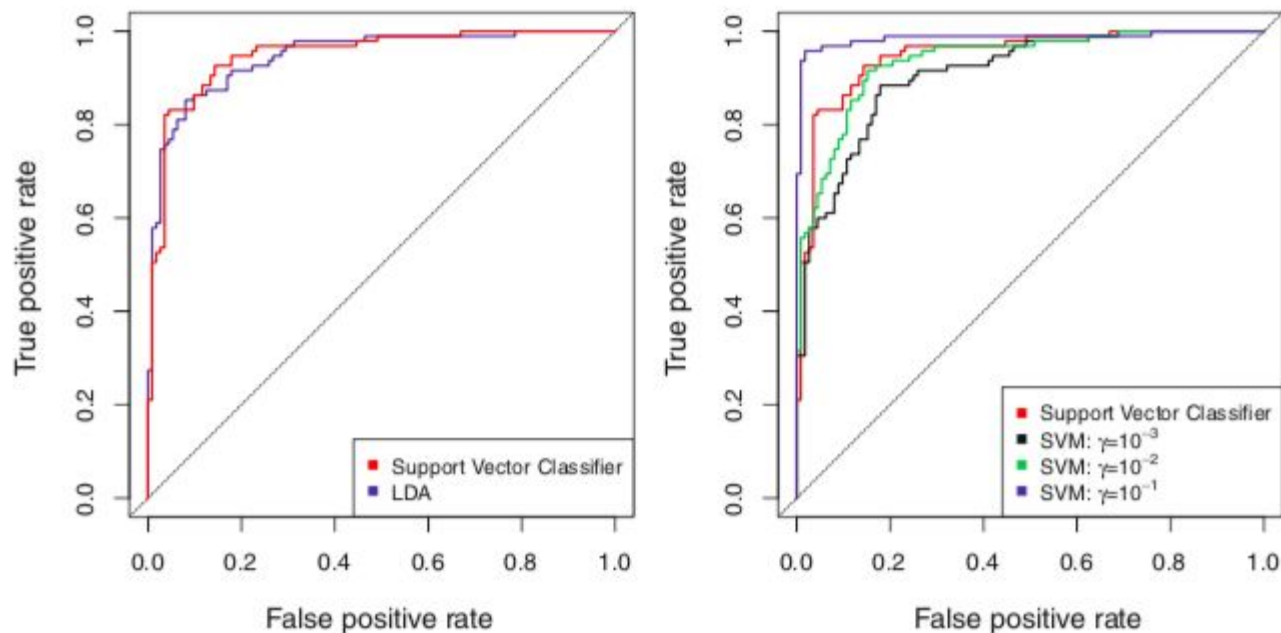 True positive rate
0.0
0.2
0.4
0.6
0.8
1.0
Support Vector Classifier
LDA
0.0 0.2 0.4 0.6 0.8 1.0
False positive rate
True positive rate
0.0
0.2
0.4
0.6
0.8
1.0
Support Vector Classifier
SVM: γ=10⁻³
SVM: γ=10⁻²
SVM: γ=10⁻¹
0.0 0.2 0.4 0.6 0.8 1.0
False positive rate